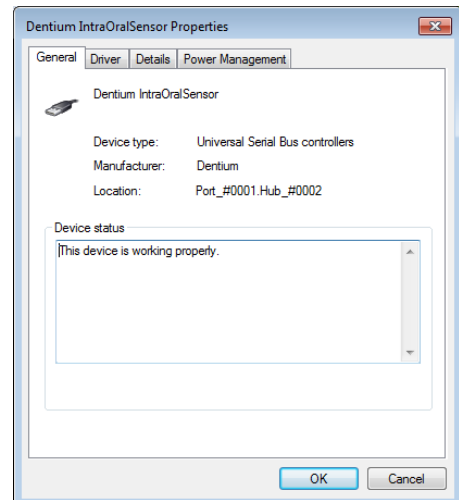 Dentium IntraOralSensor Properties
General Driver Details Power Management
Dentium IntraOralSensor
Device type: Universal Serial Bus controllers
Manufacturer: Dentium
Location: Port_#0001.Hub_#0002
Device status
This device is working properly.
OK Cancel